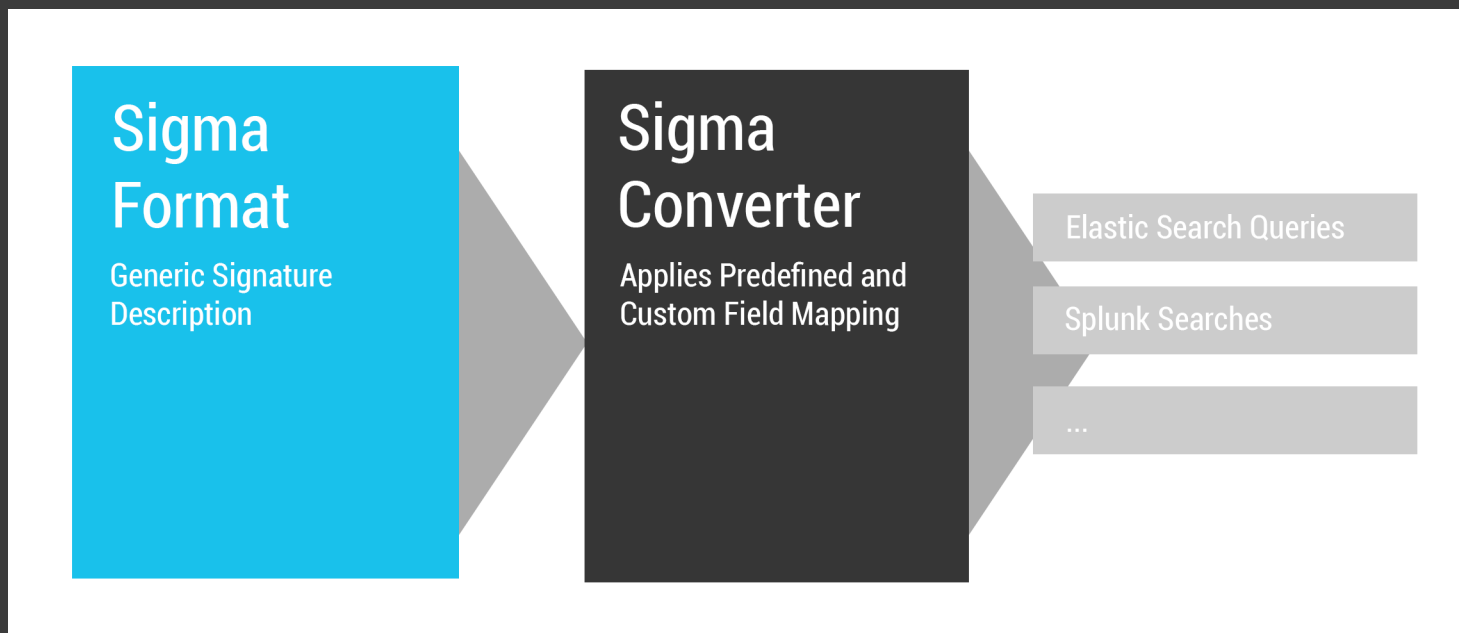 Sigma
Format
Generic Signature
Description
Sigma
Converter
Applies Predefined and
Custom Field Mapping
Elastic Search Queries
Splunk Searches
...